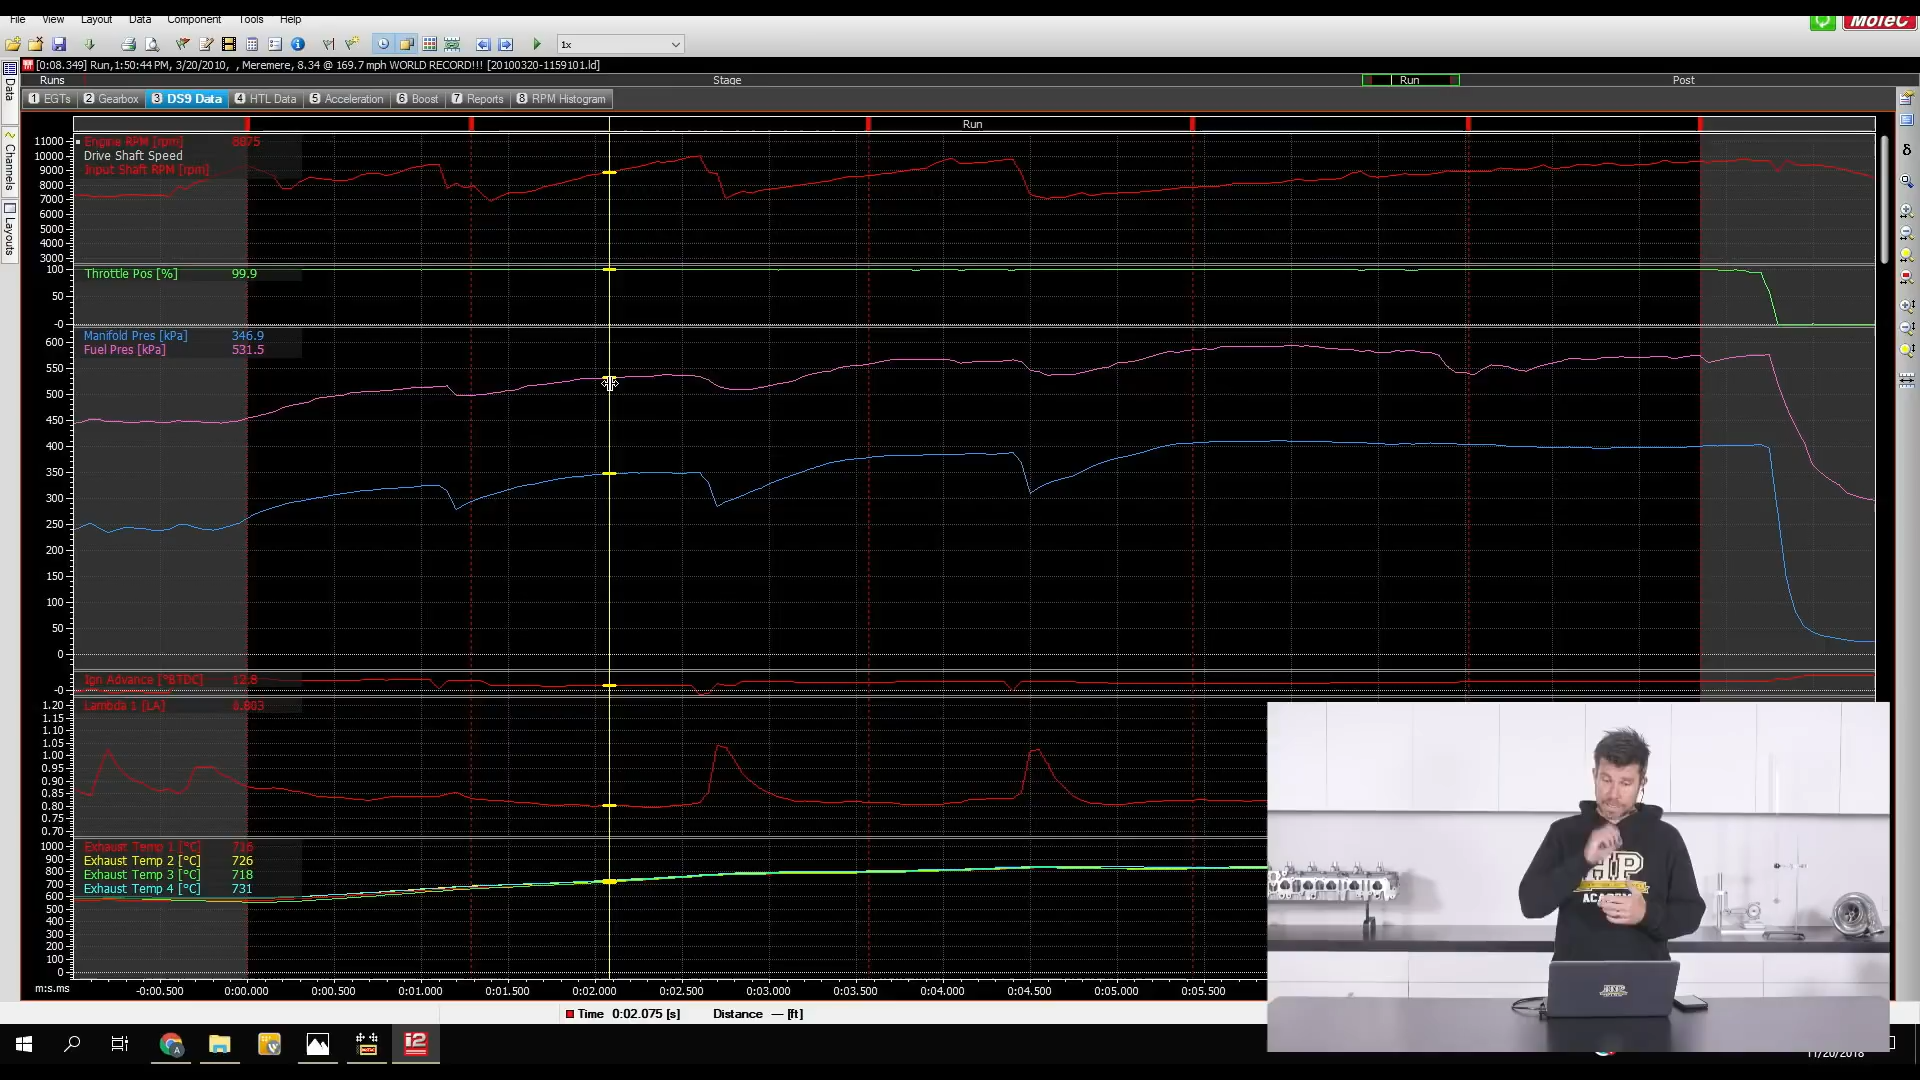 File View Layout Data Component Tools Help
MoTeC
1x
[0:08.349] Run,1:50:44 PM, 3/20/2010, , Meremere, 8.34 @ 169.7 mph WORLD RECORD!!! [20100320-1159101.ld]
Runs Stage Run Post
1 EGTs 2 Gearbox 3 DS9 Data 4 HTL Data 5 Acceleration 6 Boost 7 Reports 8 RPM Histogram
Data
Channels
Layouts
Run
11000
10000
9000
8000
7000
6000
5000
4000
3000
Engine RPM [rpm] 8875
Drive Shaft Speed
Input Shaft RPM [rpm]
100
50
-0
Throttle Pos [%] 99.9
Manifold Pres [kPa] 346.9
Fuel Pres [kPa] 531.5
600
550
500
450
400
350
300
250
200
150
100
50
0
Ign Advance [°BTDC] 12.8
-0
Lambda 1 [LA] 0.803
1.20
1.15
1.10
1.05
1.00
0.95
0.90
0.85
0.80
0.75
0.70
Exhaust Temp 1 [°C] 716
Exhaust Temp 2 [°C] 726
Exhaust Temp 3 [°C] 718
Exhaust Temp 4 [°C] 731
1000
900
800
700
600
500
400
300
200
100
0
m:s.ms -0:00.500 0:00.000 0:00.500 0:01.000 0:01.500 0:02.000 0:02.500 0:03.000 0:03.500 0:04.000 0:04.500 0:05.000 0:05.500
Time 0:02.075 [s] Distance — [ft]
HP
ACADEMY
i2
11/20/2018